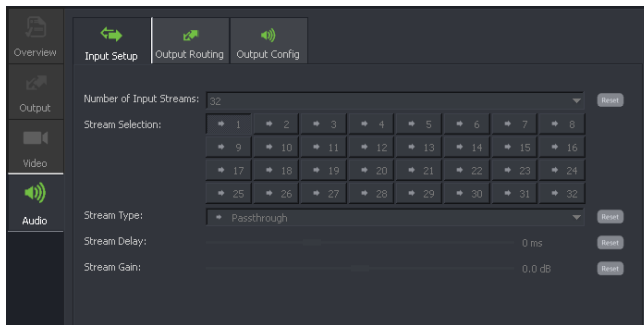 Overview
Output
Video
Audio
Input Setup
Output Routing
Output Config
Number of Input Streams: 32 Reset
Stream Selection: 1 2 3 4 5 6 7 8
9 10 11 12 13 14 15 16
17 18 19 20 21 22 23 24
25 26 27 28 29 30 31 32
Stream Type: Passthrough Reset
Stream Delay: 0 ms Reset
Stream Gain: 0.0 dB Reset